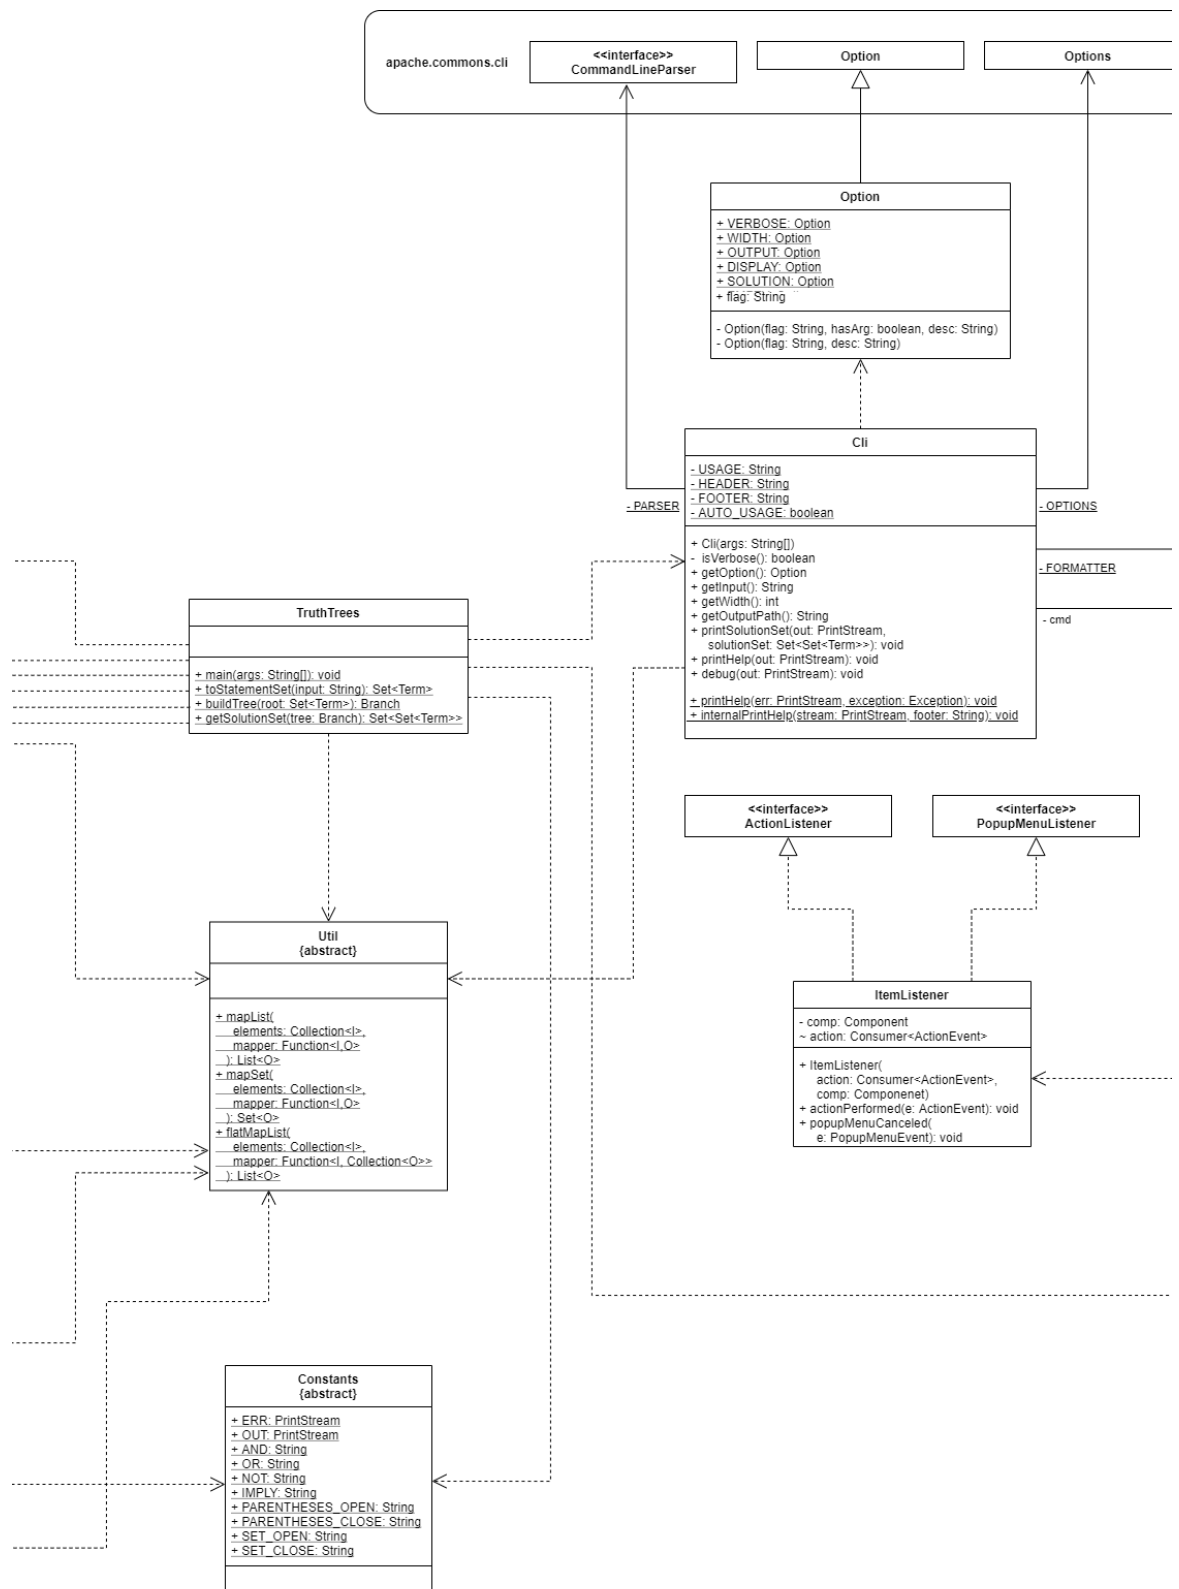 apache.commons.cli
<<interface>>
CommandLineParser
Option
Options
Option
+ VERBOSE: Option
+ WIDTH: Option
+ OUTPUT: Option
+ DISPLAY: Option
+ SOLUTION: Option
+ flag: String
- Option(flag: String, hasArg: boolean, desc: String)
- Option(flag: String, desc: String)
Cli
- USAGE: String
- HEADER: String
- FOOTER: String
- AUTO_USAGE: boolean
- PARSER
- OPTIONS
+ Cli(args: String[])
- isVerbose(): boolean
+ getOption(): Option
+ getInput(): String
+ getWidth(): int
+ getOutputPath(): String
+ printSolutionSet(out: PrintStream,
solutionSet: Set<Set<Term>>): void
+ printHelp(out: PrintStream): void
+ debug(out: PrintStream): void
+ printHelp(err: PrintStream, exception: Exception): void
+ internalPrintHelp(stream: PrintStream, footer: String): void
- FORMATTER
- cmd
TruthTrees
+ main(args: String[]): void
+ toStatementSet(input: String): Set<Term>
+ buildTree(root: Set<Term>): Branch
+ getSolutionSet(tree: Branch): Set<Set<Term>>
<<interface>>
ActionListener
<<interface>>
PopupMenuListener
Util
{abstract}
+ mapList(
elements: Collection<I>,
mapper: Function<I,O>
): List<O>
+ mapSet(
elements: Collection<I>,
mapper: Function<I,O>
): Set<O>
+ flatMapList(
elements: Collection<I>,
mapper: Function<I, Collection<O>>
): List<O>
ItemListener
- comp: Component
~ action: Consumer<ActionEvent>
+ ItemListener(
action: Consumer<ActionEvent>,
comp: Componenet)
+ actionPerformed(e: ActionEvent): void
+ popupMenuCanceled(
e: PopupMenuEvent): void
Constants
{abstract}
+ ERR: PrintStream
+ OUT: PrintStream
+ AND: String
+ OR: String
+ NOT: String
+ IMPLY: String
+ PARENTHESES_OPEN: String
+ PARENTHESES_CLOSE: String
+ SET_OPEN: String
+ SET_CLOSE: String